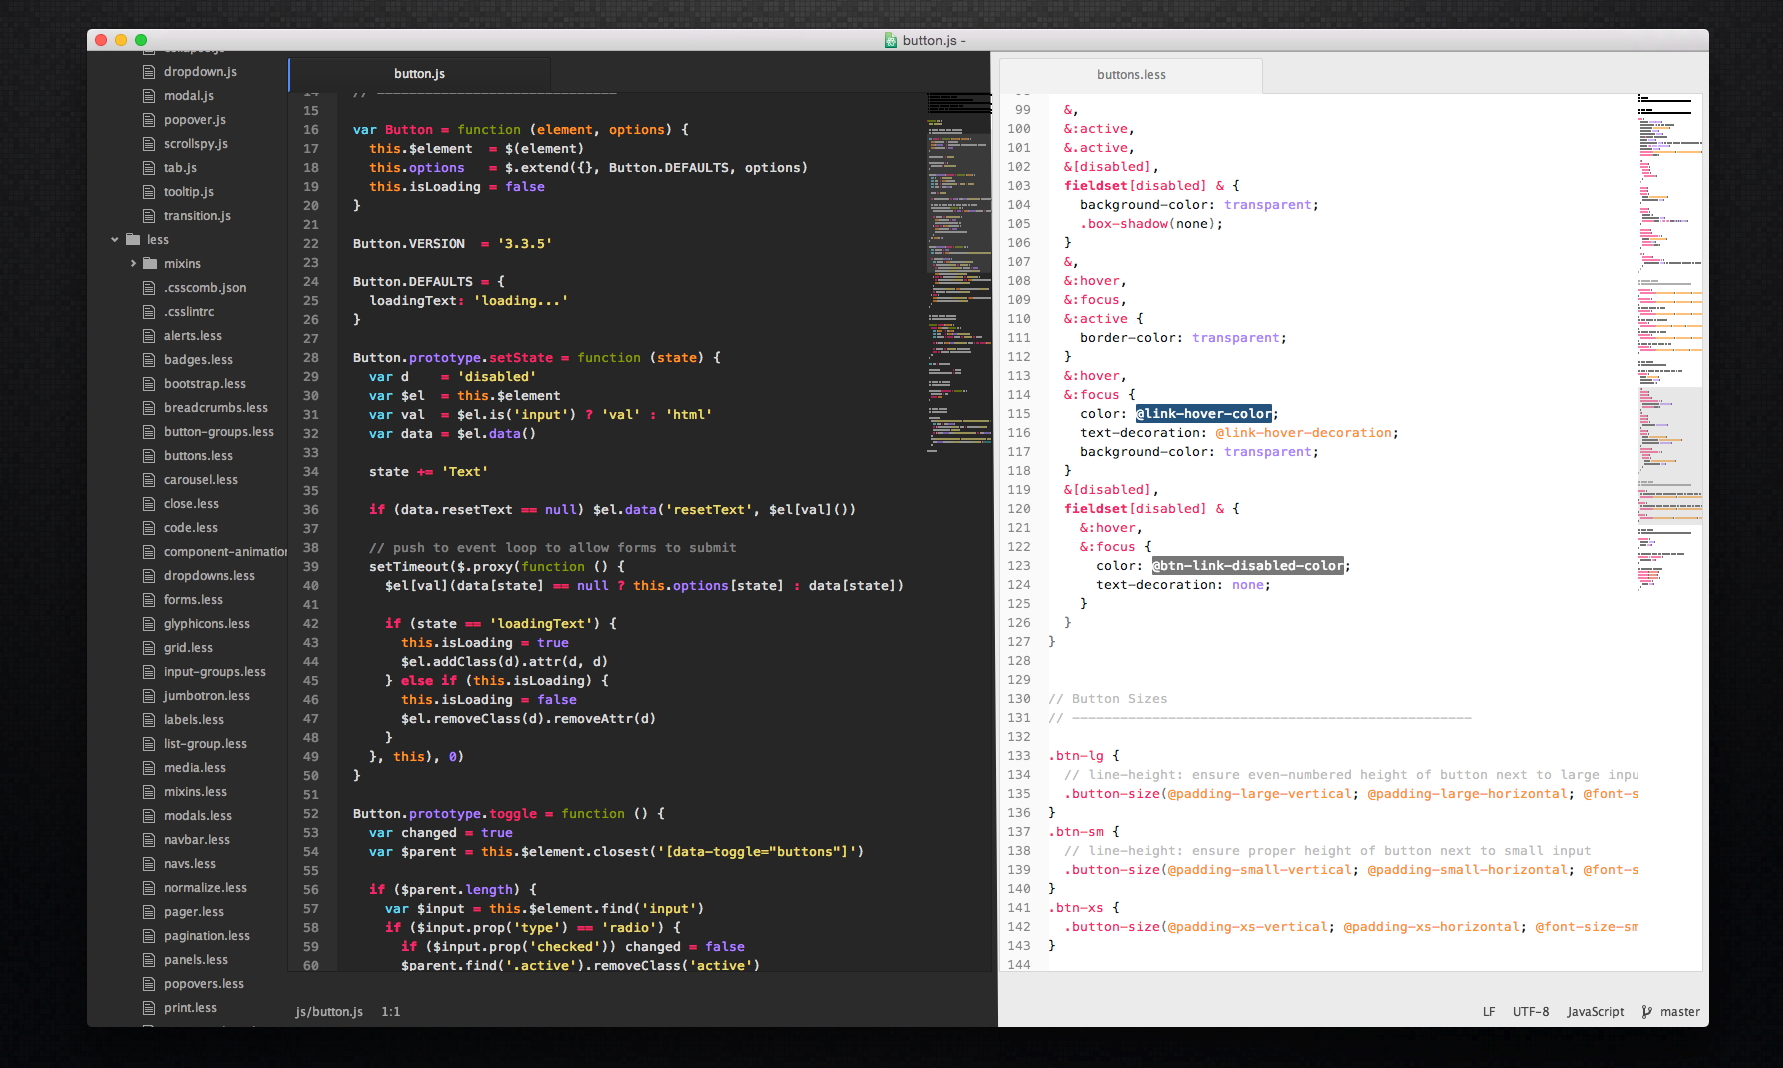 button.js -
dropdown.js
modal.js
popover.js
scrollspy.js
tab.js
tooltip.js
transition.js
less
mixins
.csscomb.json
.csslintrc
alerts.less
badges.less
bootstrap.less
breadcrumbs.less
button-groups.less
buttons.less
carousel.less
close.less
code.less
component-animation
dropdowns.less
forms.less
glyphicons.less
grid.less
input-groups.less
jumbotron.less
labels.less
list-group.less
media.less
mixins.less
modals.less
navbar.less
navs.less
normalize.less
pager.less
pagination.less
panels.less
popovers.less
print.less
button.js
14 // ==============================
15
16 var Button = function (element, options) {
17   this.$element  = $(element)
18   this.options   = $.extend({}, Button.DEFAULTS, options)
19   this.isLoading = false
20 }
21
22 Button.VERSION  = '3.3.5'
23
24 Button.DEFAULTS = {
25   loadingText: 'loading...'
26 }
27
28 Button.prototype.setState = function (state) {
29   var d    = 'disabled'
30   var $el  = this.$element
31   var val  = $el.is('input') ? 'val' : 'html'
32   var data = $el.data()
33
34   state += 'Text'
35
36   if (data.resetText == null) $el.data('resetText', $el[val]())
37
38   // push to event loop to allow forms to submit
39   setTimeout($.proxy(function () {
40     $el[val](data[state] == null ? this.options[state] : data[state])
41
42     if (state == 'loadingText') {
43       this.isLoading = true
44       $el.addClass(d).attr(d, d)
45     } else if (this.isLoading) {
46       this.isLoading = false
47       $el.removeClass(d).removeAttr(d)
48     }
49   }, this), 0)
50 }
51
52 Button.prototype.toggle = function () {
53   var changed = true
54   var $parent = this.$element.closest('[data-toggle="buttons"]')
55
56   if ($parent.length) {
57     var $input = this.$element.find('input')
58     if ($input.prop('type') == 'radio') {
59       if ($input.prop('checked')) changed = false
60       $parent.find('.active').removeClass('active')
buttons.less
99   &,
100   &:active,
101   &.active,
102   &[disabled],
103   fieldset[disabled] & {
104     background-color: transparent;
105     .box-shadow(none);
106   }
107   &,
108   &:hover,
109   &:focus,
110   &:active {
111     border-color: transparent;
112   }
113   &:hover,
114   &:focus {
115     color: @link-hover-color;
116     text-decoration: @link-hover-decoration;
117     background-color: transparent;
118   }
119   &[disabled],
120   fieldset[disabled] & {
121     &:hover,
122     &:focus {
123       color: @btn-link-disabled-color;
124       text-decoration: none;
125     }
126   }
127 }
128
129
130 // Button Sizes
131 // --------------------------------------------------
132
133 .btn-lg {
134   // line-height: ensure even-numbered height of button next to large inpu
135   .button-size(@padding-large-vertical; @padding-large-horizontal; @font-s
136 }
137 .btn-sm {
138   // line-height: ensure proper height of button next to small input
139   .button-size(@padding-small-vertical; @padding-small-horizontal; @font-s
140 }
141 .btn-xs {
142   .button-size(@padding-xs-vertical; @padding-xs-horizontal; @font-size-sm
143 }
144
js/button.js 1:1
LF UTF-8 JavaScript master